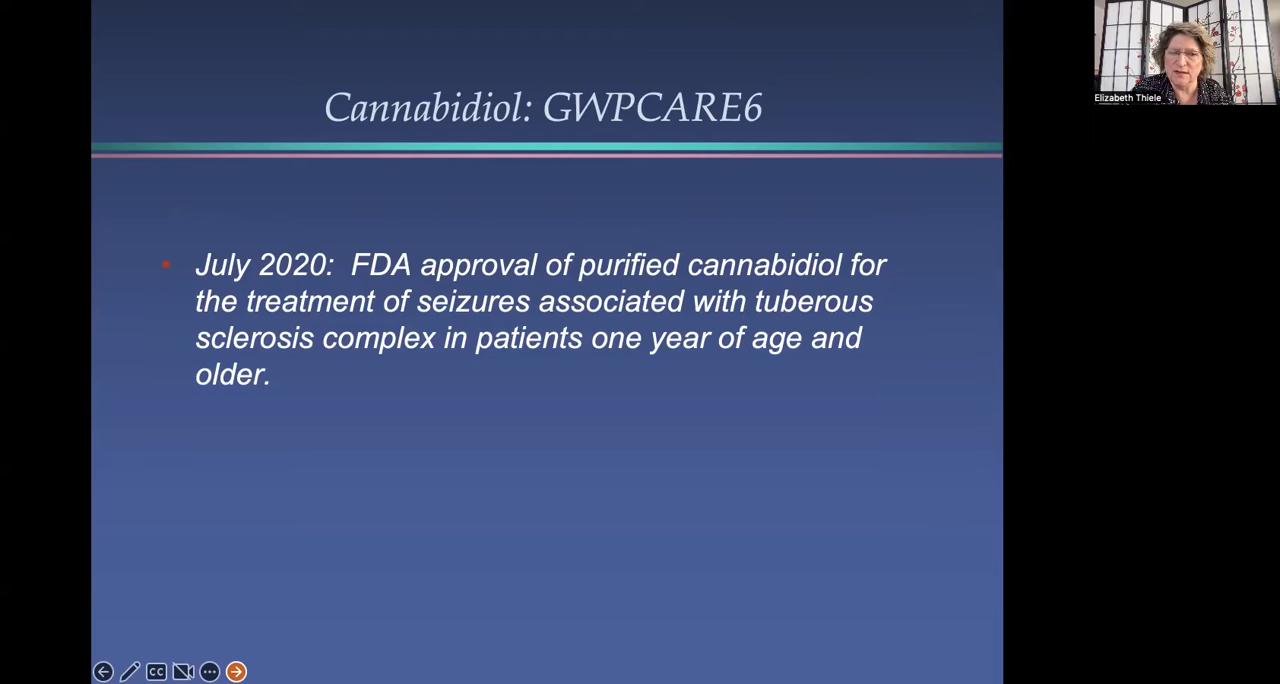 Cannabidiol: GWPCARE6
Elizabeth Thiele
• July 2020:  FDA approval of purified cannabidiol for
the treatment of seizures associated with tuberous
sclerosis complex in patients one year of age and
older.
CC